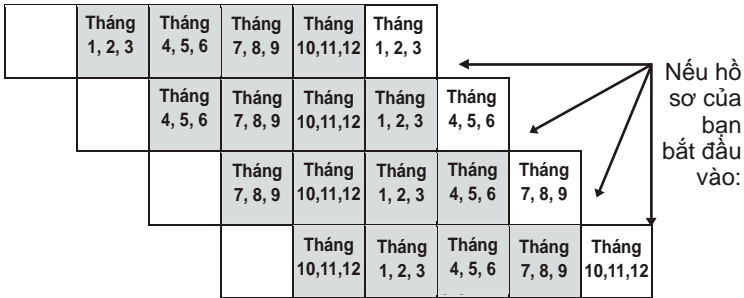 Tháng Tháng Tháng Tháng Tháng
1, 2, 3 4, 5, 6 7, 8, 9 10,11,12 1, 2, 3
Tháng Tháng Tháng Tháng Tháng
4, 5, 6 7, 8, 9 10,11,12 1, 2, 3 4, 5, 6
Tháng Tháng Tháng Tháng Tháng
7, 8, 9 10,11,12 1, 2, 3 4, 5, 6 7, 8, 9
Tháng Tháng Tháng Tháng Tháng
10,11,12 1, 2, 3 4, 5, 6 7, 8, 9 10,11,12
Nếu hồ
sơ của
bạn
bắt đầu
vào: